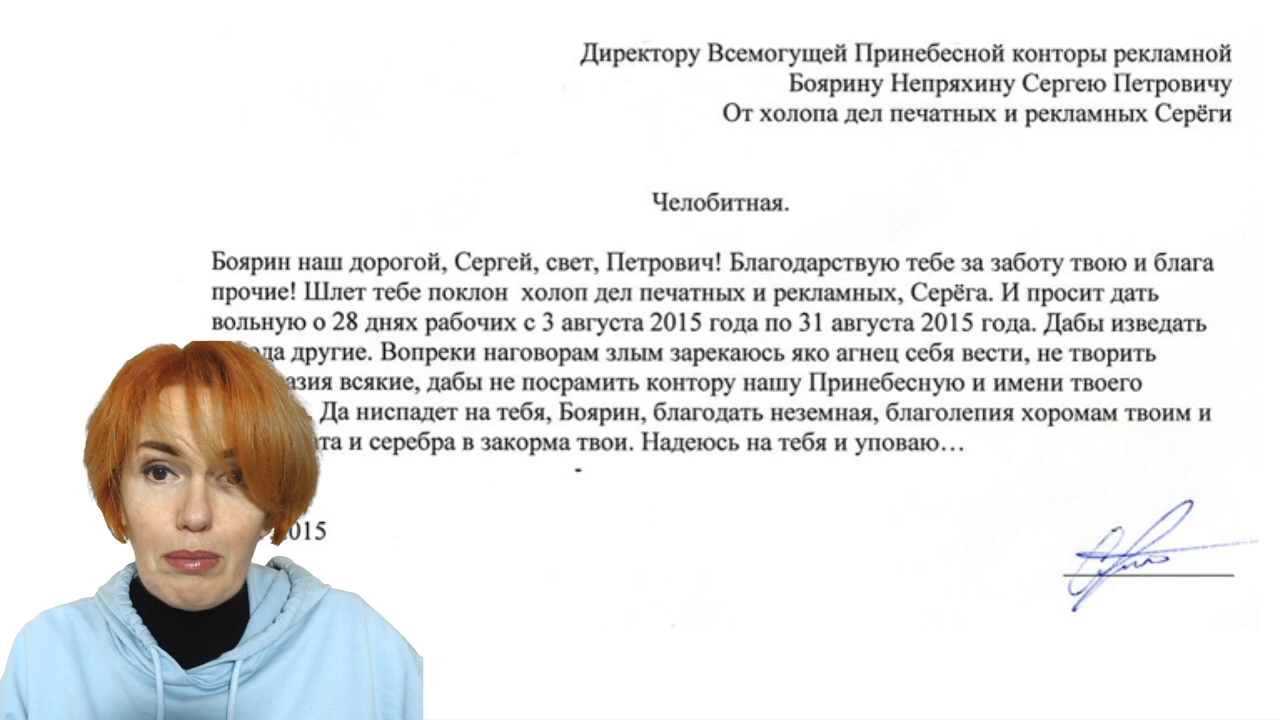 Директору Всемогущей Принебесной конторы рекламной
Боярину Непряхину Сергею Петровичу
От холопа дел печатных и рекламных Серёги
Челобитная.
Боярин наш дорогой, Сергей, свет, Петрович! Благодарствую тебе за заботу твою и блага
прочие! Шлет тебе поклон холоп дел печатных и рекламных, Серёга. И просит дать
вольную о 28 днях рабочих с 3 августа 2015 года по 31 августа 2015 года. Дабы изведать
другие. Вопреки наговорам злым зарекаюсь яко агнец себя вести, не творить
всякие, дабы не посрамить контору нашу Принебесную и имени твоего
Да ниспадет на тебя, Боярин, благодать неземная, благолепия хоромам твоим и
и серебра в закорма твои. Надеюсь на тебя и уповаю…
2015